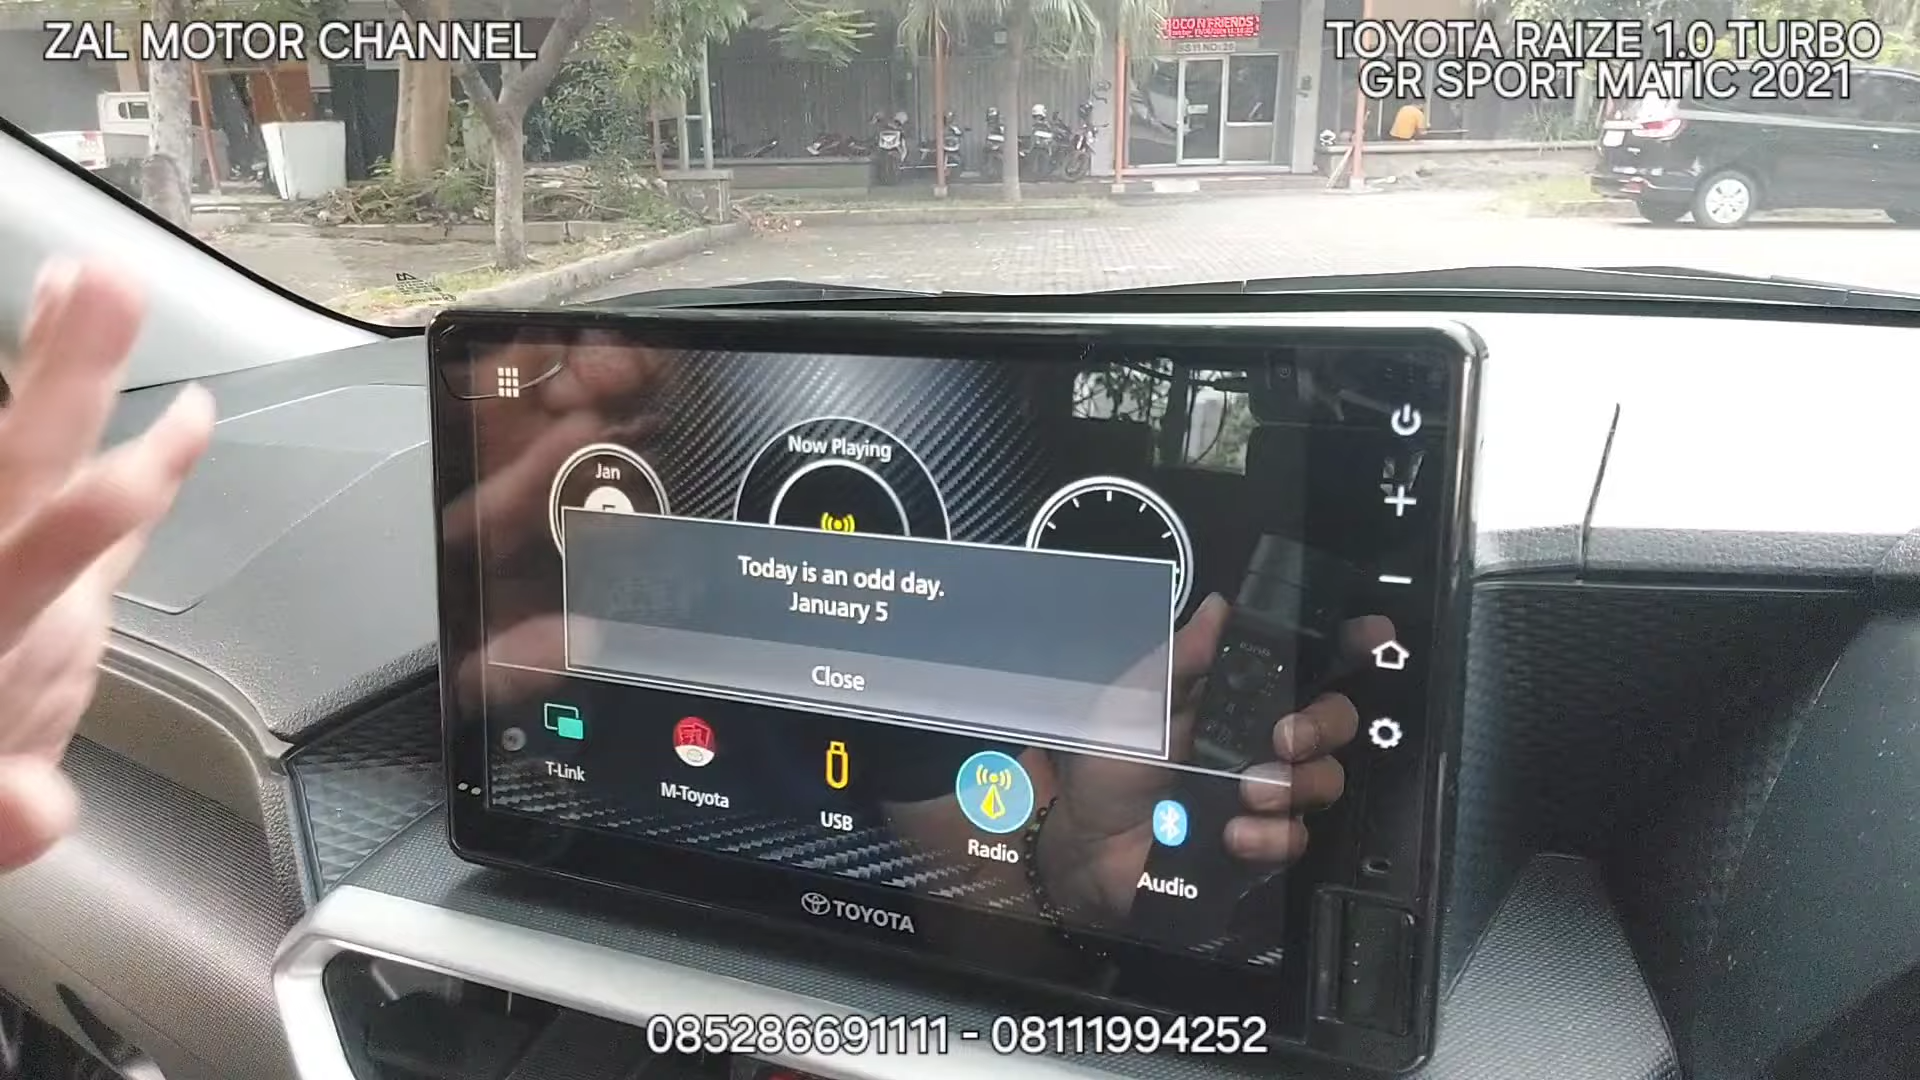 ZAL MOTOR CHANNEL
TOYOTA RAIZE 1.0 TURBO
GR SPORT MATIC 2021
Jan
Now Playing
Today is an odd day.
January 5
Close
T-Link
M-Toyota
USB
Radio
Audio
TOYOTA
085286691111 - 08111994252